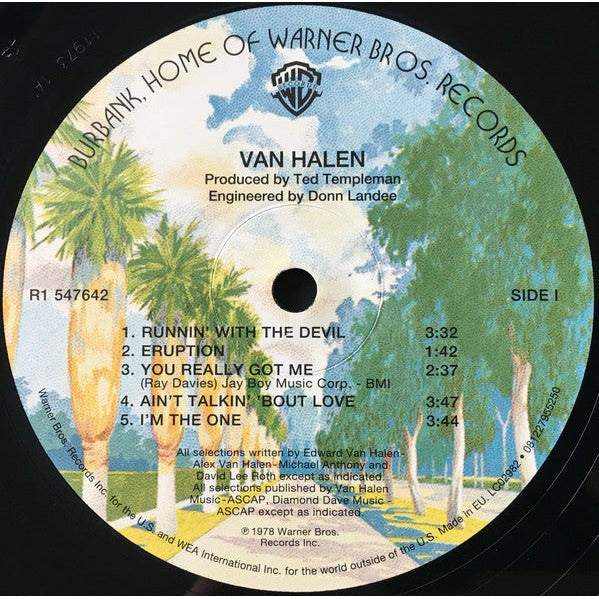 BURBANK, HOME OF WARNER BROS. RECORDS
VAN HALEN
Produced by Ted Templeman
Engineered by Donn Landee
R1 547642
SIDE I
1. RUNNIN' WITH THE DEVIL 3:32
2. ERUPTION 1:42
3. YOU REALLY GOT ME 2:37
(Ray Davies) Jay Boy Music Corp. - BMI
4. AIN'T TALKIN' 'BOUT LOVE 3:47
5. I'M THE ONE 3:44
All selections written by Edward Van Halen-
Alex Van Halen-Michael Anthony and
David Lee Roth except as indicated.
All selections published by Van Halen
Music-ASCAP, Diamond Dave Music-
ASCAP except as indicated.
℗ 1978 Warner Bros.
Records Inc.
Warner Bros. Records Inc. for the U.S. and WEA International Inc. for the world outside of the U.S. Made in EU. LC02982 • 081227955250